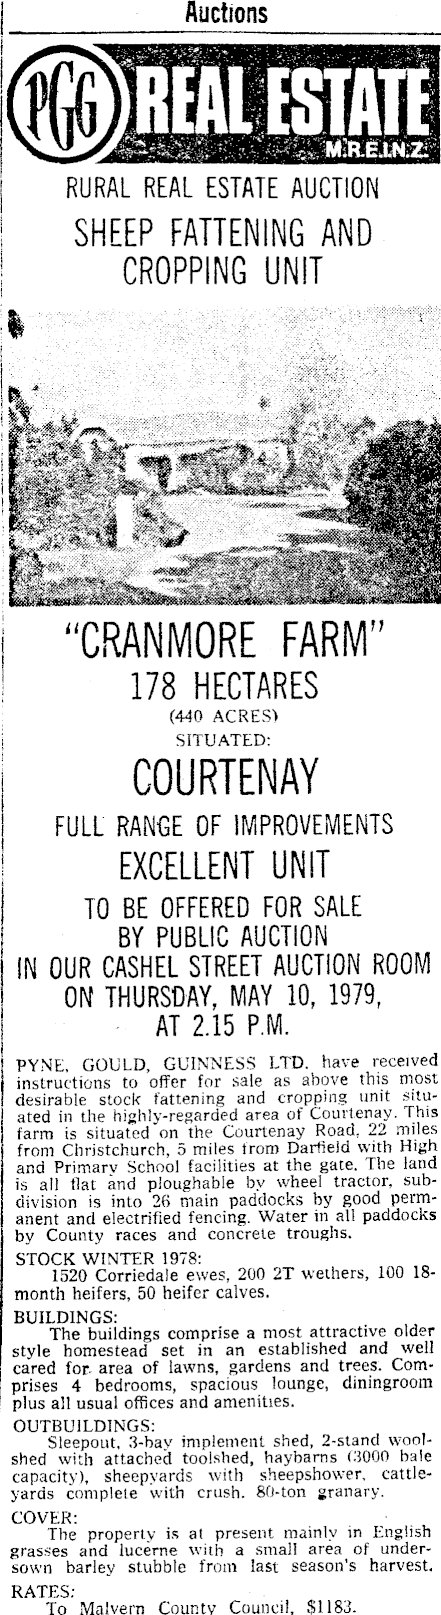 Auctions
PGG REAL ESTATE
M.R.E.I.N.Z.
RURAL REAL ESTATE AUCTION
SHEEP FATTENING AND
CROPPING UNIT
"CRANMORE FARM"
178 HECTARES
(440 ACRES)
SITUATED:
COURTENAY
FULL RANGE OF IMPROVEMENTS
EXCELLENT UNIT
TO BE OFFERED FOR SALE
BY PUBLIC AUCTION
IN OUR CASHEL STREET AUCTION ROOM
ON THURSDAY, MAY 10, 1979,
AT 2.15 P.M.
PYNE, GOULD, GUINNESS LTD. have received
instructions to offer for sale as above this most
desirable stock fattening and cropping unit situ-
ated in the highly-regarded area of Courtenay. This
farm is situated on the Courtenay Road, 22 miles
from Christchurch, 5 miles from Darfield with High
and Primary School facilities at the gate. The land
is all flat and ploughable by wheel tractor, sub-
division is into 26 main paddocks by good perm-
anent and electrified fencing. Water in all paddocks
by County races and concrete troughs.
STOCK WINTER 1978:
1520 Corriedale ewes, 200 2T wethers, 100 18-
month heifers, 50 heifer calves.
BUILDINGS:
The buildings comprise a most attractive older
style homestead set in an established and well
cared for area of lawns, gardens and trees. Com-
prises 4 bedrooms, spacious lounge, diningroom
plus all usual offices and amenities.
OUTBUILDINGS:
Sleepout, 3-bay implement shed, 2-stand wool-
shed with attached toolshed, haybarns (3000 bale
capacity), sheepyards with sheepshower, cattle-
yards complete with crush. 80-ton granary.
COVER:
The property is at present mainly in English
grasses and lucerne with a small area of under-
sown barley stubble from last season's harvest.
RATES:
To Malvern County Council, $1183.